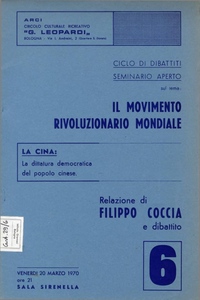 ARCI
CIRCOLO CULTURALE RICREATIVO
"G. LEOPARDI"
BOLOGNA
CICLO DI DIBATTITI
SEMINARIO APERTO
sul tema:
IL MOVIMENTO
RIVOLUZIONARIO MONDIALE
LA CINA:
La dittatura democratica
del popolo cinese.
Relazione di
FILIPPO COCCIA
e dibattito
6
VENERDI 20 MARZO 1970
ore 21
SALA SIRENELLA